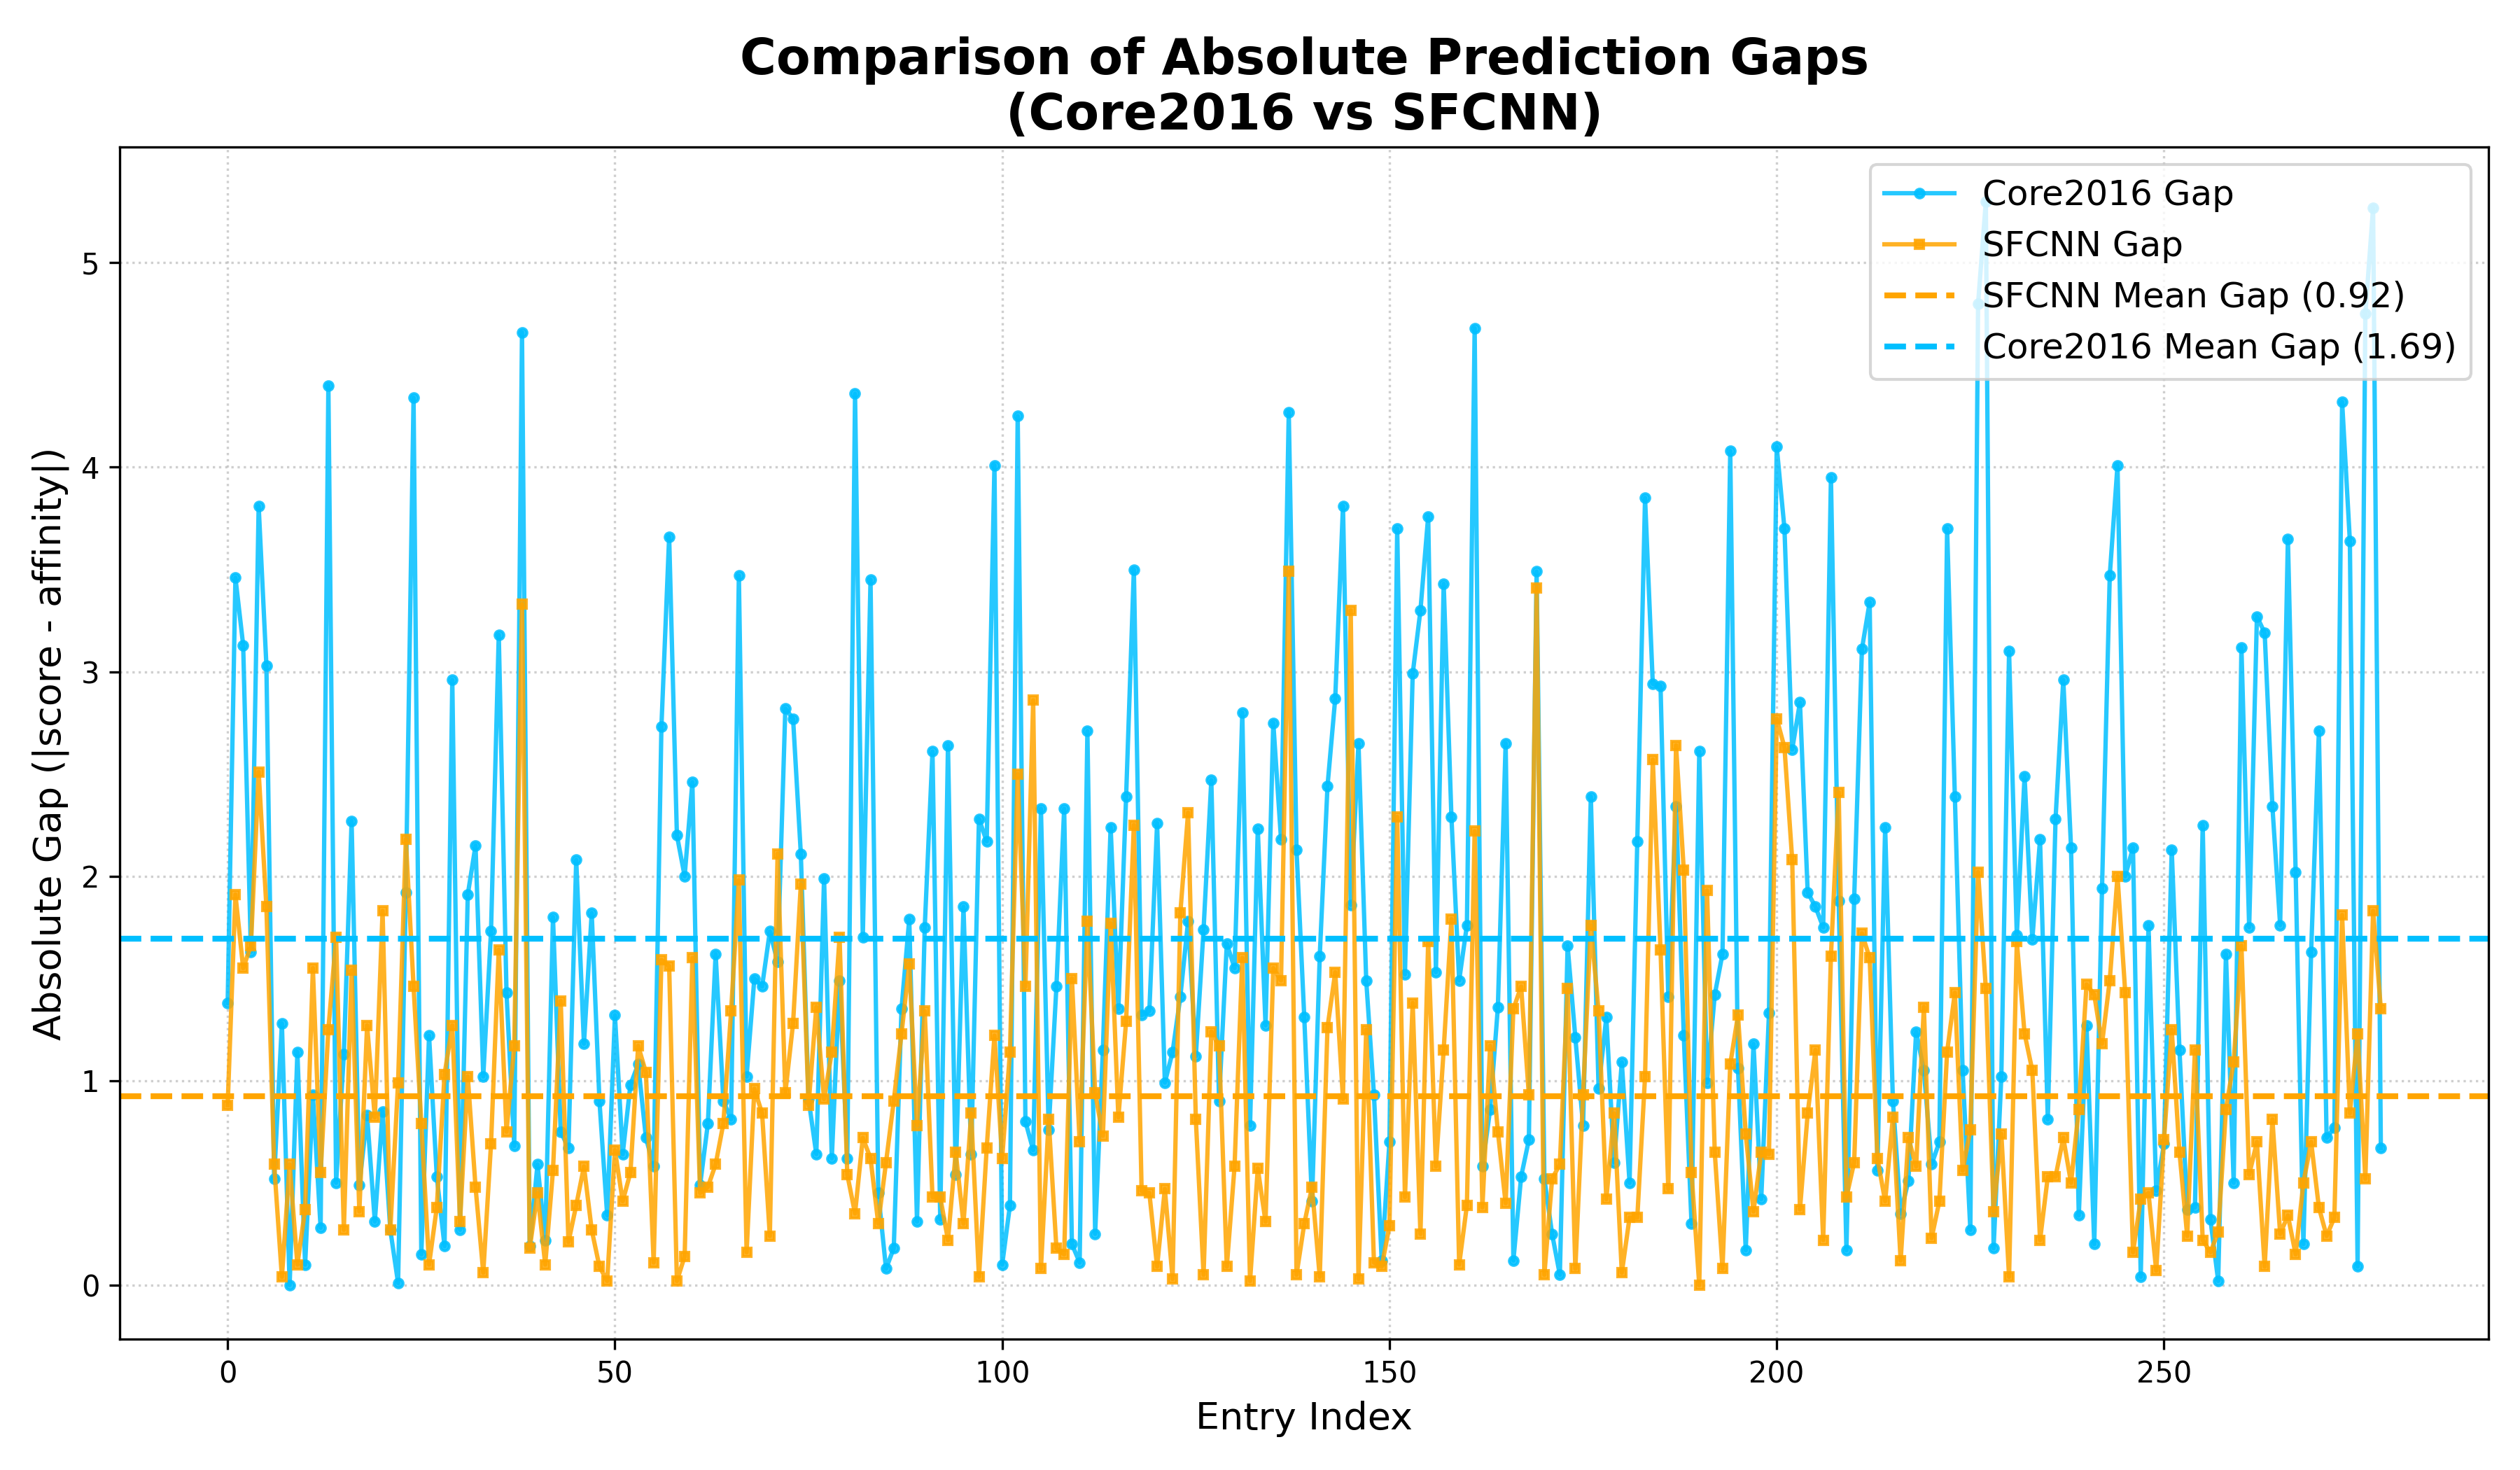 Comparison of Absolute Prediction Gaps
(Core2016 vs SFCNN)
Core2016 Gap
SFCNN Gap
SFCNN Mean Gap (0.92)
Core2016 Mean Gap (1.69)
Absolute Gap (|score - affinity|)
5
4
3
2
1
0
0 50 100 150 200 250
Entry Index